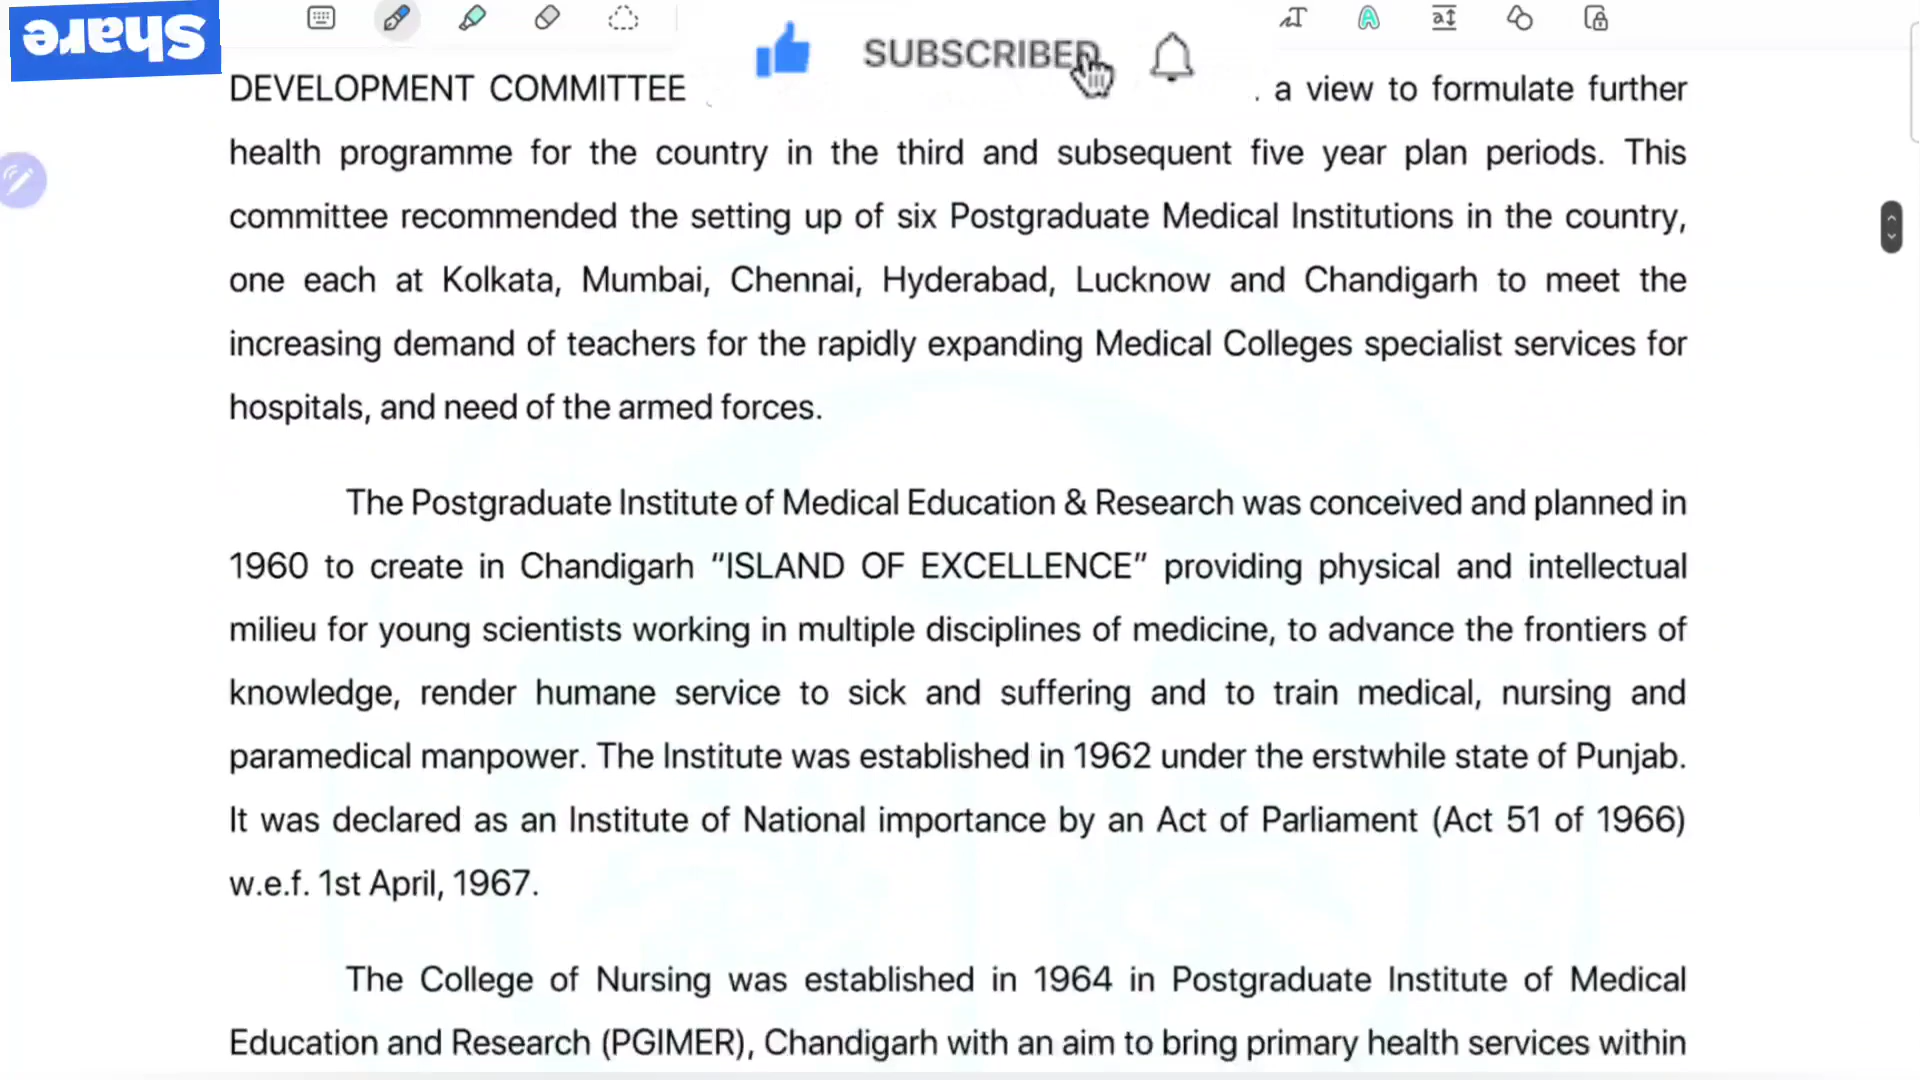 Share
SUBSCRIBED
DEVELOPMENT COMMITTEE a view to formulate further
health programme for the country in the third and subsequent five year plan periods. This
committee recommended the setting up of six Postgraduate Medical Institutions in the country,
one each at Kolkata, Mumbai, Chennai, Hyderabad, Lucknow and Chandigarh to meet the
increasing demand of teachers for the rapidly expanding Medical Colleges specialist services for
hospitals, and need of the armed forces.
The Postgraduate Institute of Medical Education & Research was conceived and planned in
1960 to create in Chandigarh “ISLAND OF EXCELLENCE” providing physical and intellectual
milieu for young scientists working in multiple disciplines of medicine, to advance the frontiers of
knowledge, render humane service to sick and suffering and to train medical, nursing and
paramedical manpower. The Institute was established in 1962 under the erstwhile state of Punjab.
It was declared as an Institute of National importance by an Act of Parliament (Act 51 of 1966)
w.e.f. 1st April, 1967.
The College of Nursing was established in 1964 in Postgraduate Institute of Medical
Education and Research (PGIMER), Chandigarh with an aim to bring primary health services within